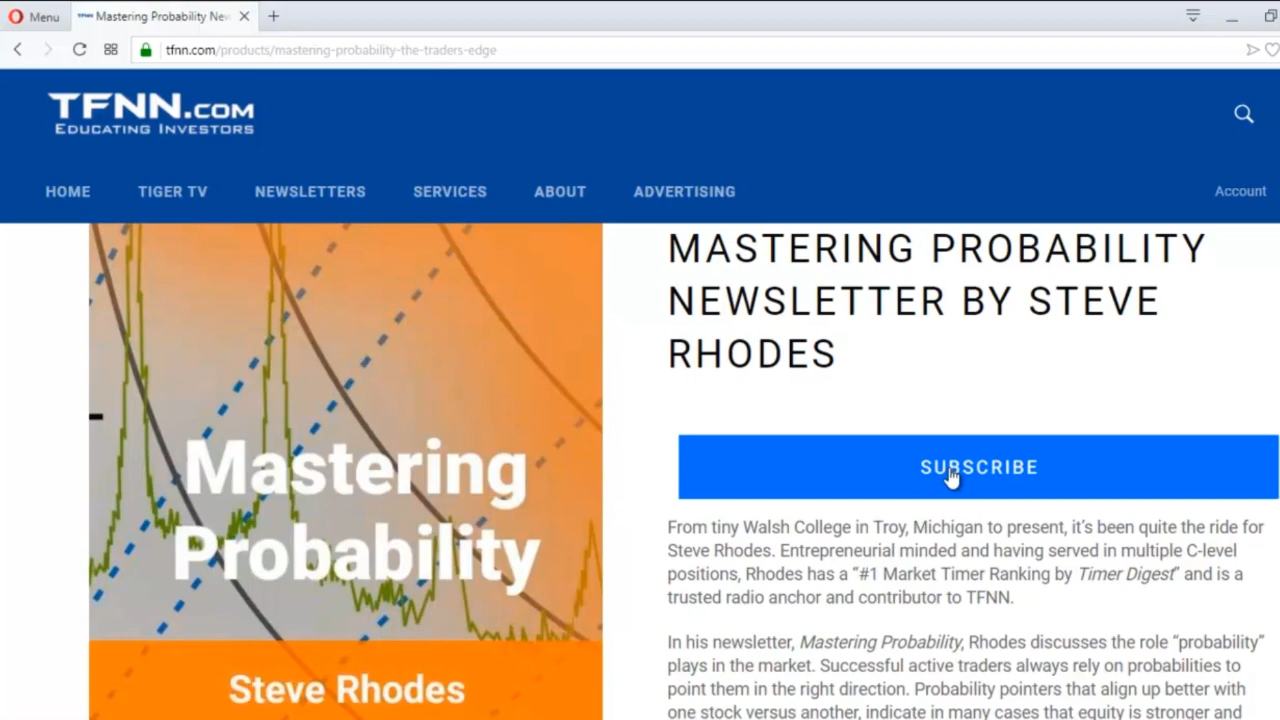 Menu
Mastering Probability New
tfnn.com/products/mastering-probability-the-traders-edge
TFNN.COM
EDUCATING INVESTORS
HOME TIGER TV NEWSLETTERS SERVICES ABOUT ADVERTISING Account
Mastering
Probability
Steve Rhodes
MASTERING PROBABILITY
NEWSLETTER BY STEVE
RHODES
SUBSCRIBE
From tiny Walsh College in Troy, Michigan to present, it's been quite the ride for
Steve Rhodes. Entrepreneurial minded and having served in multiple C-level
positions, Rhodes has a “#1 Market Timer Ranking by Timer Digest” and is a
trusted radio anchor and contributor to TFNN.
In his newsletter, Mastering Probability, Rhodes discusses the role “probability”
plays in the market. Successful active traders always rely on probabilities to
point them in the right direction. Probability pointers that align up better with
one stock versus another, indicate in many cases that equity is stronger and